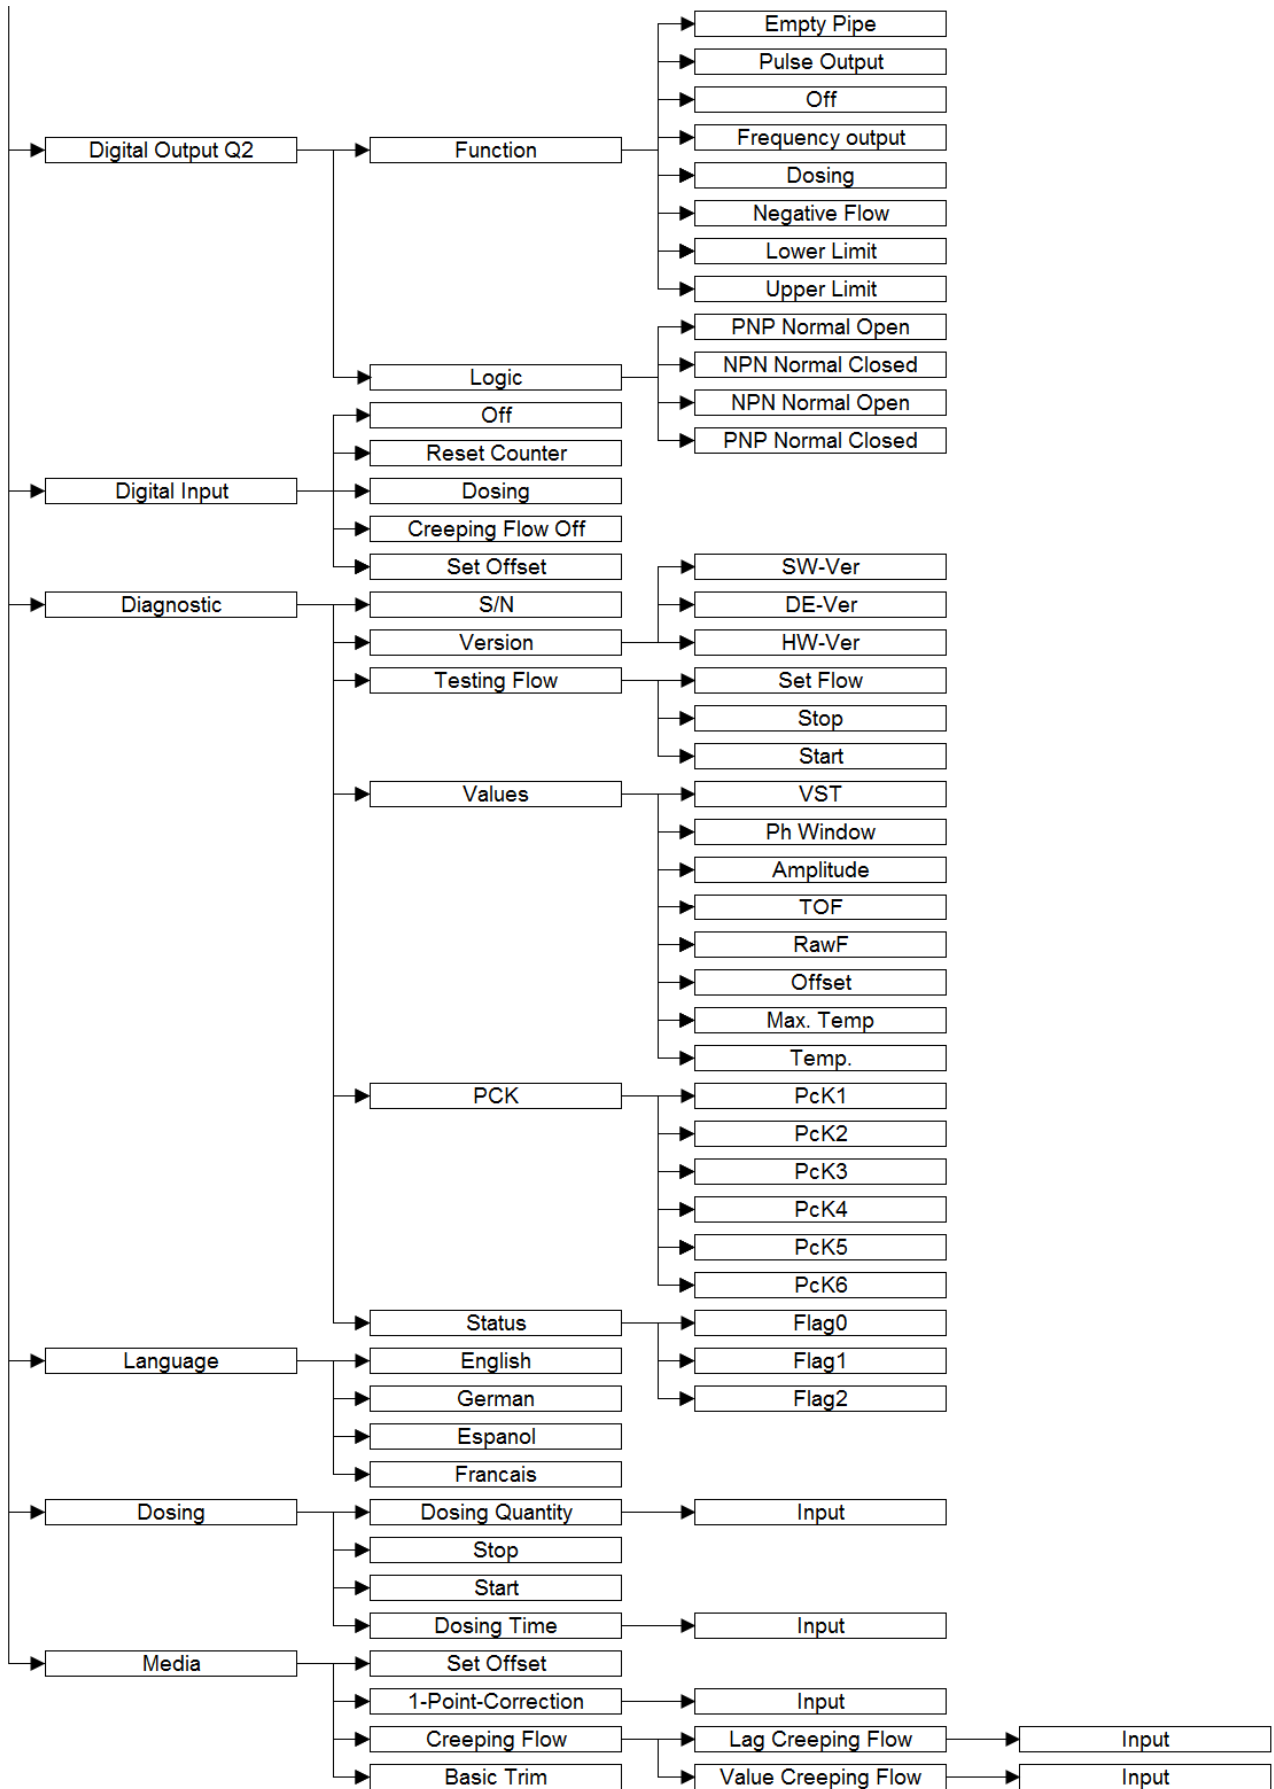 Empty Pipe
Pulse Output
Off
Frequency output
Digital Output Q2
Function
Dosing
Negative Flow
Lower Limit
Upper Limit
PNP Normal Open
NPN Normal Closed
Logic
NPN Normal Open
Off
PNP Normal Closed
Reset Counter
Digital Input
Dosing
Creeping Flow Off
Set Offset
SW-Ver
Diagnostic
S/N
DE-Ver
Version
HW-Ver
Testing Flow
Set Flow
Stop
Start
Values
VST
Ph Window
Amplitude
TOF
RawF
Offset
Max. Temp
Temp.
PCK
PcK1
PcK2
PcK3
PcK4
PcK5
PcK6
Status
Flag0
Language
English
Flag1
German
Flag2
Espanol
Francais
Dosing
Dosing Quantity
Input
Stop
Start
Dosing Time
Input
Media
Set Offset
1-Point-Correction
Input
Creeping Flow
Lag Creeping Flow
Input
Basic Trim
Value Creeping Flow
Input